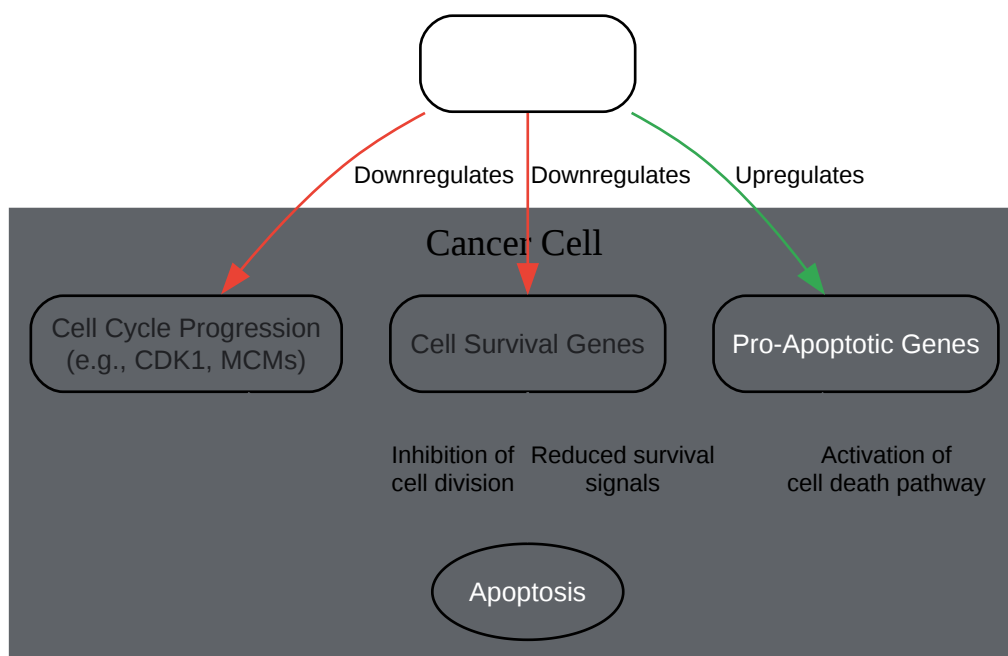 Downregulates
Downregulates
Upregulates
Cancer Cell
Cell Cycle Progression
(e.g., CDK1, MCMs)
Cell Survival Genes
Pro-Apoptotic Genes
Inhibition of
cell division
Reduced survival
signals
Activation of
cell death pathway
Apoptosis